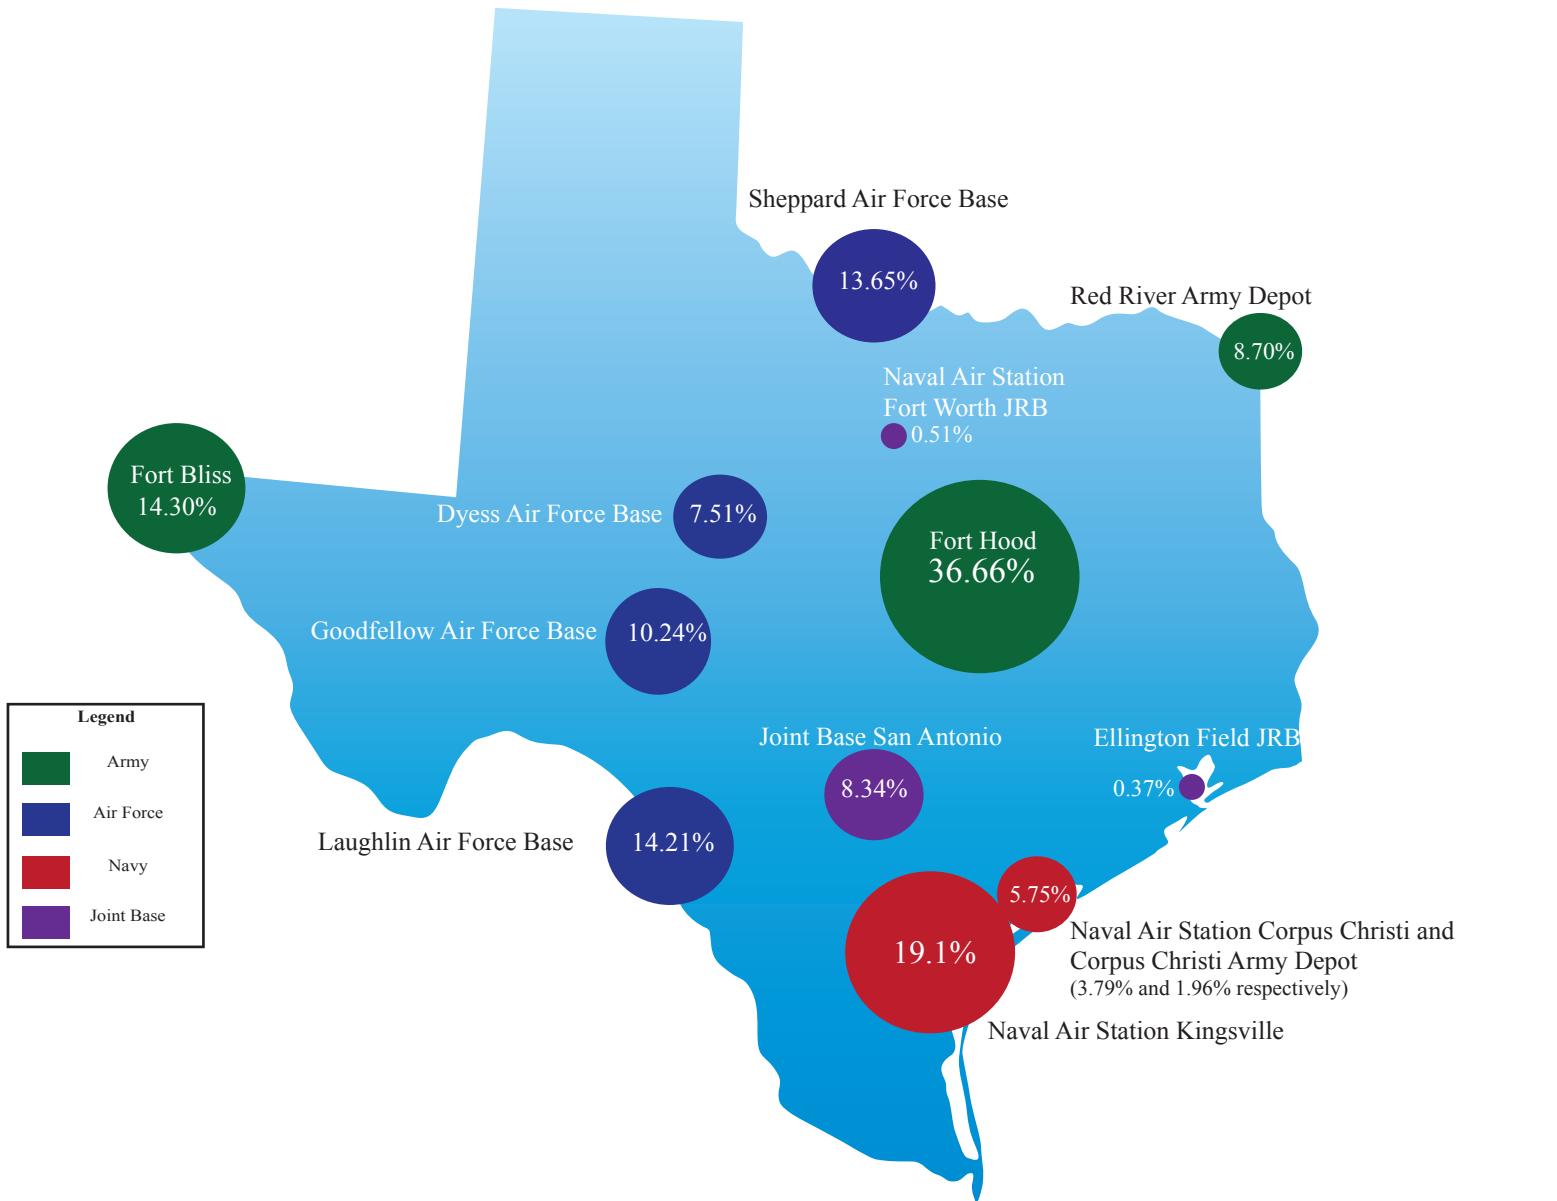 Sheppard Air Force Base
13.65%
Red River Army Depot
8.70%
Naval Air Station
Fort Worth JRB
0.51%
Fort Bliss
14.30%
Dyess Air Force Base
7.51%
Fort Hood
36.66%
Goodfellow Air Force Base
10.24%
Legend
Army
Air Force
Navy
Joint Base
Joint Base San Antonio
8.34%
Ellington Field JRB
0.37%
Laughlin Air Force Base
14.21%
5.75%
Naval Air Station Corpus Christi and
Corpus Christi Army Depot
(3.79% and 1.96% respectively)
19.1%
Naval Air Station Kingsville